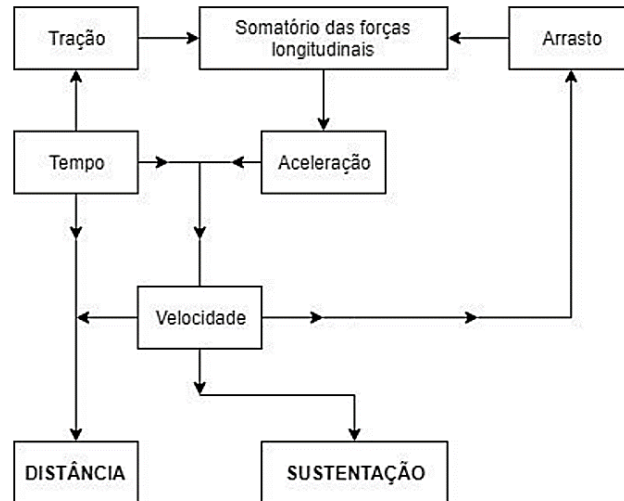 Tração
Somatório das forças
longitudinais
Arrasto
Tempo
Aceleração
Velocidade
DISTÂNCIA
SUSTENTAÇÃO